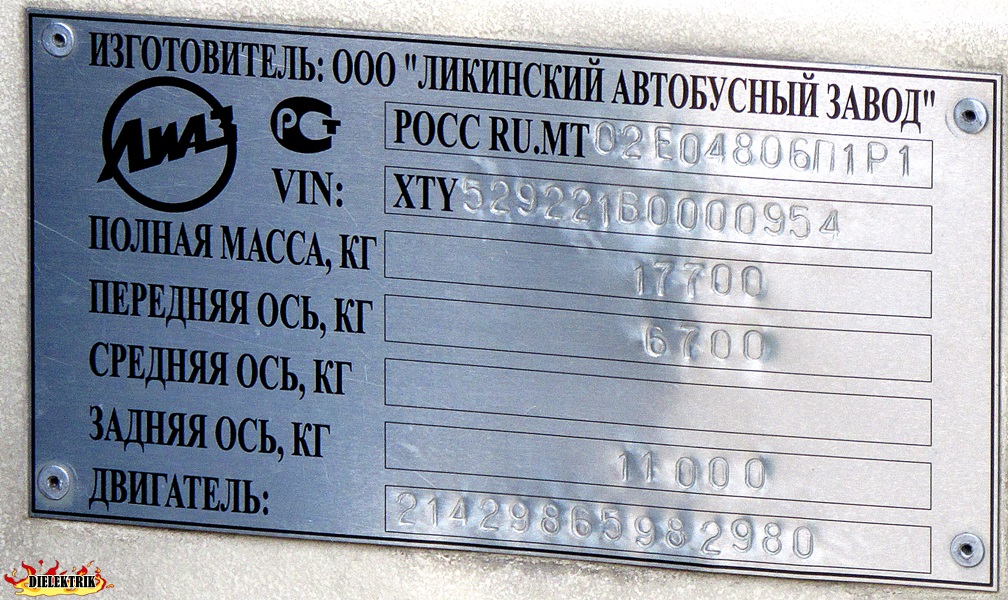 ИЗГОТОВИТЕЛЬ: ООО "ЛИКИНСКИЙ АВТОБУСНЫЙ ЗАВОД"
ЛиАЗ РСТ РОСС RU.МТ02Е04806П1Р1
VIN: XTY529221B0000954
ПОЛНАЯ МАССА, КГ 17700
ПЕРЕДНЯЯ ОСЬ, КГ 6700
СРЕДНЯЯ ОСЬ, КГ
ЗАДНЯЯ ОСЬ, КГ 11000
ДВИГАТЕЛЬ: 21429865982980
DIELEKTRIK